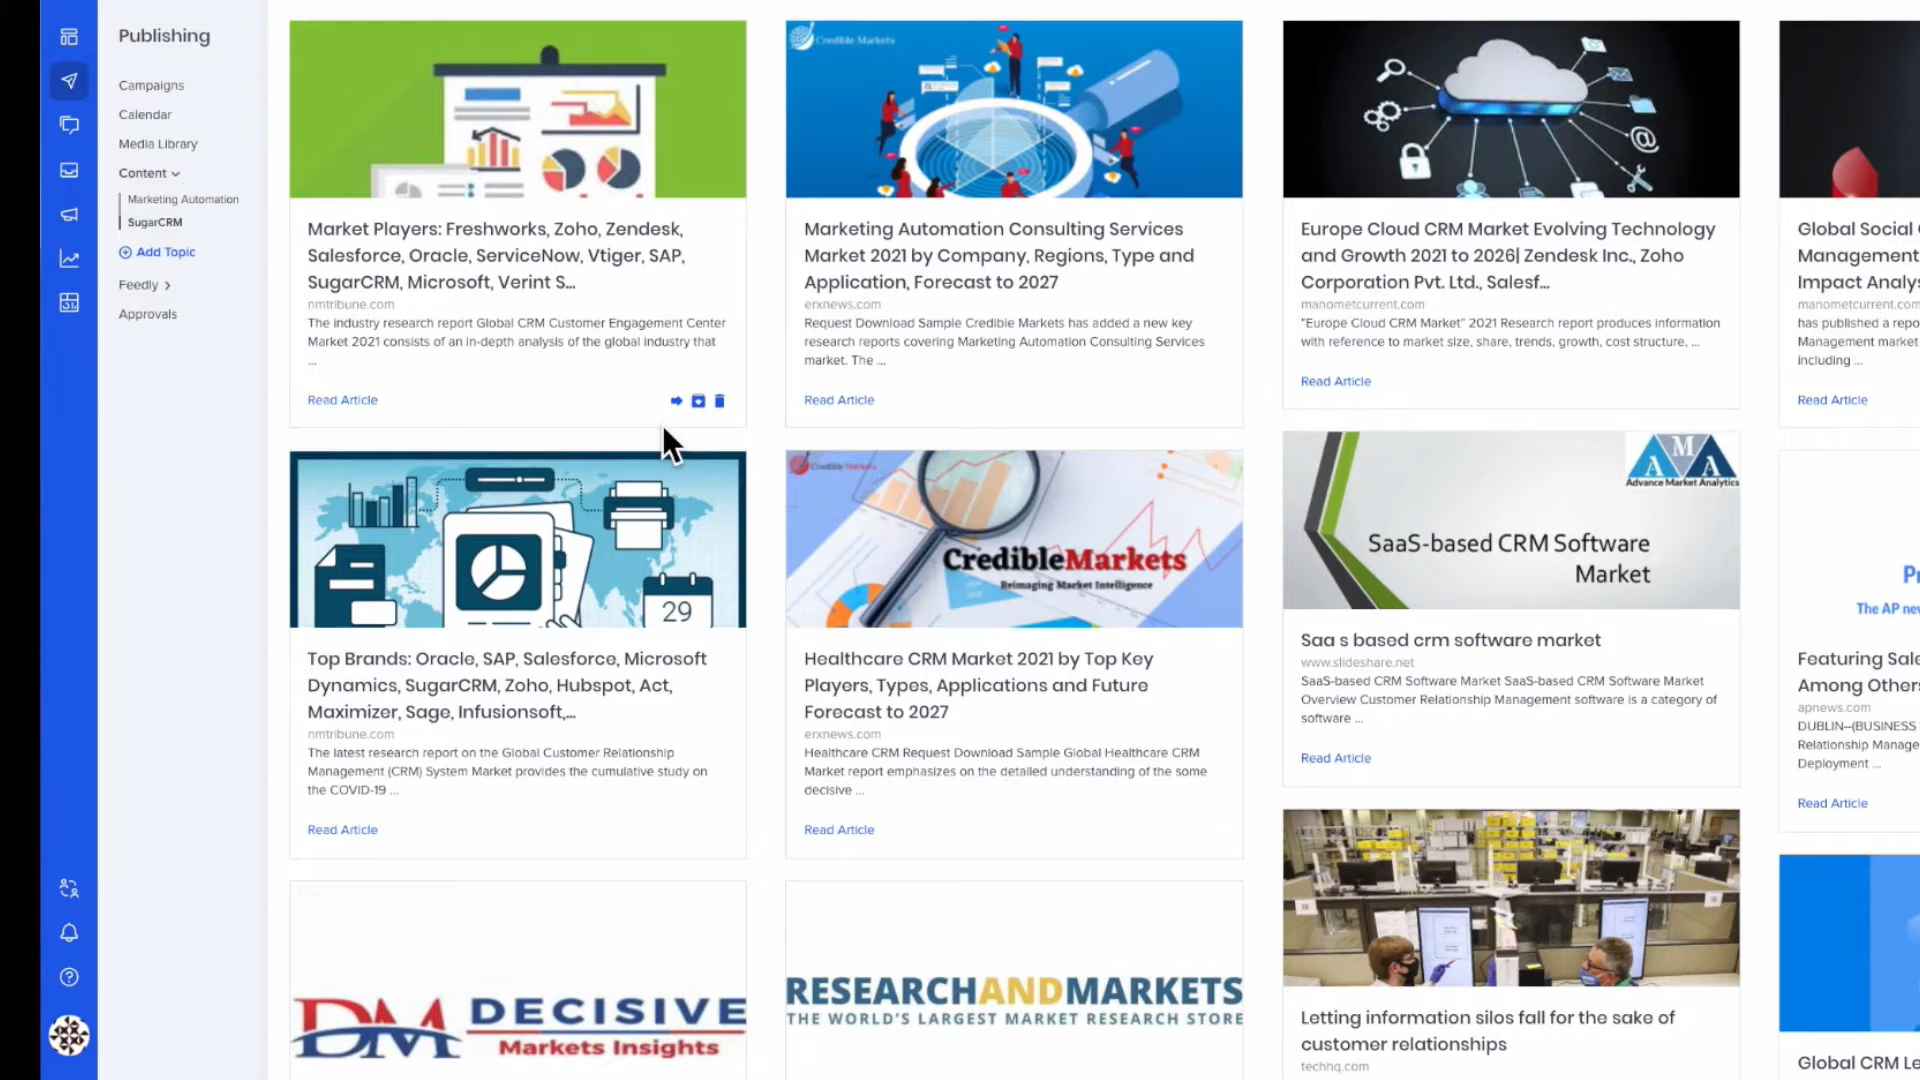 Publishing
Campaigns
Calendar
Media Library
Content
Marketing Automation
SugarCRM
Add Topic
Feedly
Approvals
Market Players: Freshworks, Zoho, Zendesk,
Salesforce, Oracle, ServiceNow, Vtiger, SAP,
SugarCRM, Microsoft, Verint S...
nmtribune.com
The industry research report Global CRM Customer Engagement Center
Market 2021 consists of an in-depth analysis of the global industry that
...
Read Article
29
Top Brands: Oracle, SAP, Salesforce, Microsoft
Dynamics, SugarCRM, Zoho, Hubspot, Act,
Maximizer, Sage, Infusionsoft,...
nmtribune.com
The latest research report on the Global Customer Relationship
Management (CRM) System Market provides the cumulative study on
the COVID-19 ...
Read Article
DM DECISIVE
Markets Insights
Credible Markets
Marketing Automation Consulting Services
Market 2021 by Company, Regions, Type and
Application, Forecast to 2027
erxnews.com
Request Download Sample Credible Markets has added a new key
research reports covering Marketing Automation Consulting Services
market. The ...
Read Article
Credible Markets
CredibleMarkets
Reimaging Market Intelligence
Healthcare CRM Market 2021 by Top Key
Players, Types, Applications and Future
Forecast to 2027
erxnews.com
Healthcare CRM Request Download Sample Global Healthcare CRM
Market report emphasizes on the detailed understanding of the some
decisive ...
Read Article
RESEARCHANDMARKETS
THE WORLD'S LARGEST MARKET RESEARCH STORE
Europe Cloud CRM Market Evolving Technology
and Growth 2021 to 2026| Zendesk Inc., Zoho
Corporation Pvt. Ltd., Salesf...
manometcurrent.com
"Europe Cloud CRM Market" 2021 Research report produces information
with reference to market size, share, trends, growth, cost structure, ...
Read Article
AMA
Advance Market Analytics
SaaS-based CRM Software
Market
Saa s based crm software market
www.slideshare.net
SaaS-based CRM Software Market SaaS-based CRM Software Market
Overview Customer Relationship Management software is a category of
software ...
Read Article
Letting information silos fall for the sake of
customer relationships
techhq.com
Global Social
Management
Impact Analys
manometcurrent.com
has published a repo
Management market
including ...
Read Article
Pr
The AP nev
Featuring Sale
Among Others
apnews.com
DUBLIN--(BUSINESS
Relationship Manage
Deployment ...
Read Article
Global CRM Le